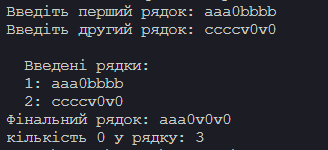 Введіть перший рядок: aaa0bbbb
Введіть другий рядок: ccccv0v0
Введені рядки:
1: aaa0bbbb
2: ccccv0v0
Фінальний рядок: aaa0v0v0
кількість 0 у рядку: 3